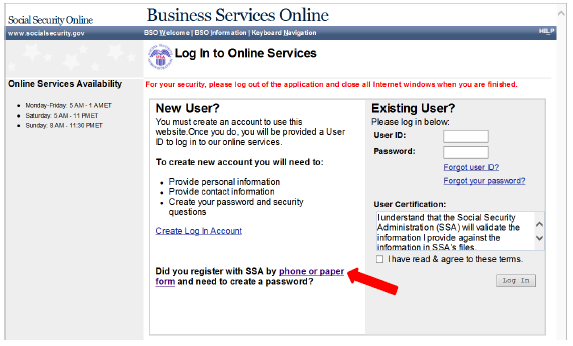 Social Security Online
Business Services Online
www.socialsecurity.gov
BSO Welcome | BSO Information | Keyboard Navigation
HELP
Log In to Online Services
Online Services Availability
Monday-Friday: 5 AM - 1 AM ET
Saturday: 5 AM - 11 PM ET
Sunday: 8 AM - 11:30 PM ET
For your security, please log out of the application and close all Internet windows when you are finished.
New User?
You must create an account to use this
website.Once you do, you will be provided a User
ID to log in to our online services.
To create new account you will need to:
Provide personal information
Provide contact information
Create your password and security
questions
Create Log In Account
Did you register with SSA by phone or paper
form and need to create a password?
Existing User?
Please log in below:
User ID:
Password:
Forgot user ID?
Forgot your password?
User Certification:
I understand that the Social Security
Administration (SSA) will validate the
information I provide against the
information in SSA's files.
I have read & agree to these terms.
Log In